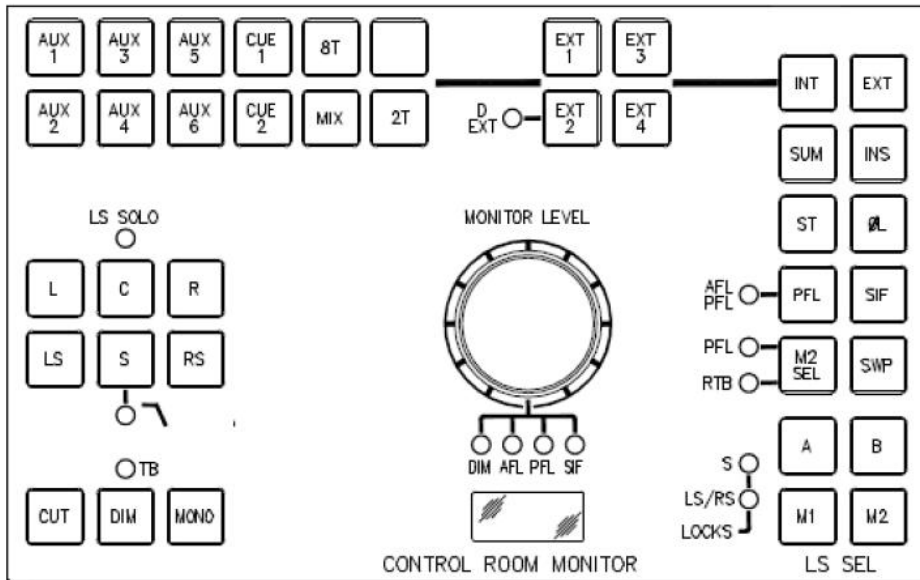 AUX 1
AUX 3
AUX 5
CUE 1
8T
EXT 1
EXT 3
INT
EXT
AUX 2
AUX 4
AUX 6
CUE 2
MIX
2T
D EXT
EXT 2
EXT 4
SUM
INS
LS SOLO
MONITOR LEVEL
ST
ØL
L
C
R
AFL PFL
PFL
SIF
LS
S
RS
PFL
RTB
M2 SEL
SWP
DIM AFL PFL SIF
A
B
TB
S
LS/RS
LOCKS
CUT
DIM
MONO
M1
M2
CONTROL ROOM MONITOR
LS SEL